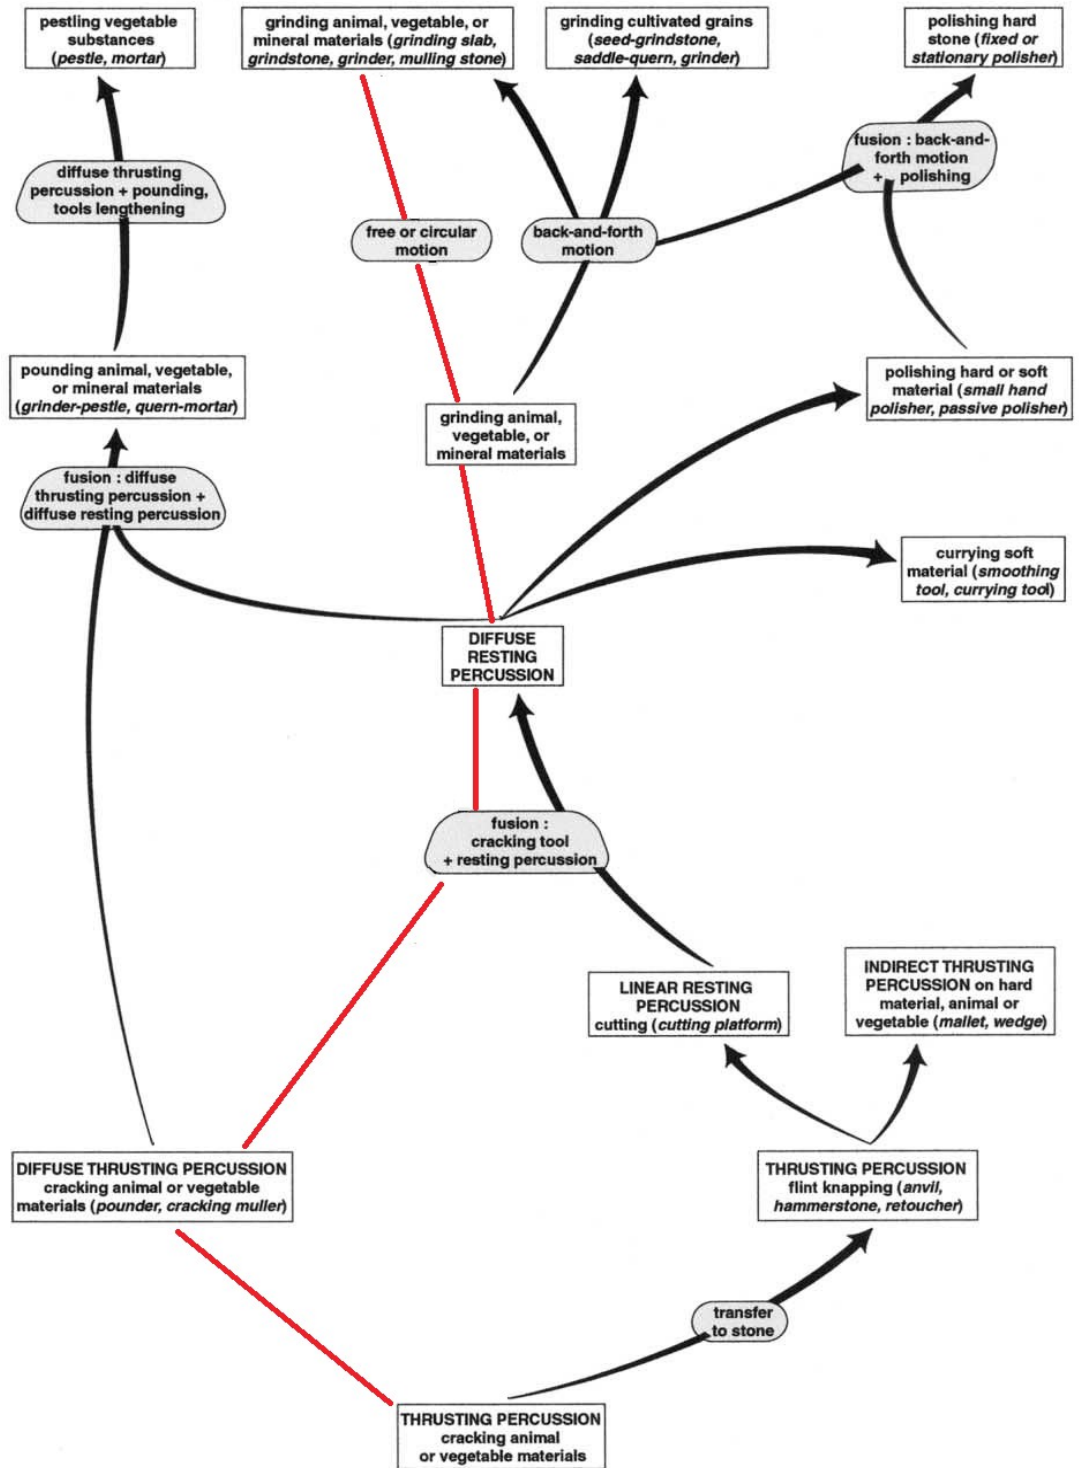 pestling vegetable
substances
(pestle, mortar)
grinding animal, vegetable, or
mineral materials (grinding slab,
grindstone, grinder, mulling stone)
grinding cultivated grains
(seed-grindstone,
saddle-quern, grinder)
polishing hard
stone (fixed or
stationary polisher)
diffuse thrusting
percussion + pounding,
tools lengthening
free or circular
motion
back-and-forth
motion
fusion : back-and-
forth motion
+ polishing
pounding animal, vegetable,
or mineral materials
(grinder-pestle, quern-mortar)
grinding animal,
vegetable, or
mineral materials
polishing hard or soft
material (small hand
polisher, passive polisher)
fusion : diffuse
thrusting percussion +
diffuse resting percussion
currying soft
material (smoothing
tool, currying tool)
DIFFUSE
RESTING
PERCUSSION
fusion :
cracking tool
+ resting percussion
LINEAR RESTING
PERCUSSION
cutting (cutting platform)
INDIRECT THRUSTING
PERCUSSION on hard
material, animal or
vegetable (mallet, wedge)
DIFFUSE THRUSTING PERCUSSION
cracking animal or vegetable
materials (pounder, cracking muller)
THRUSTING PERCUSSION
flint knapping (anvil,
hammerstone, retoucher)
transfer
to stone
THRUSTING PERCUSSION
cracking animal
or vegetable materials